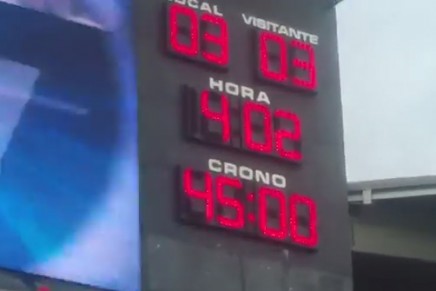 LOCAL VISITANTE
03 03
HORA
4:02
CRONO
45:00